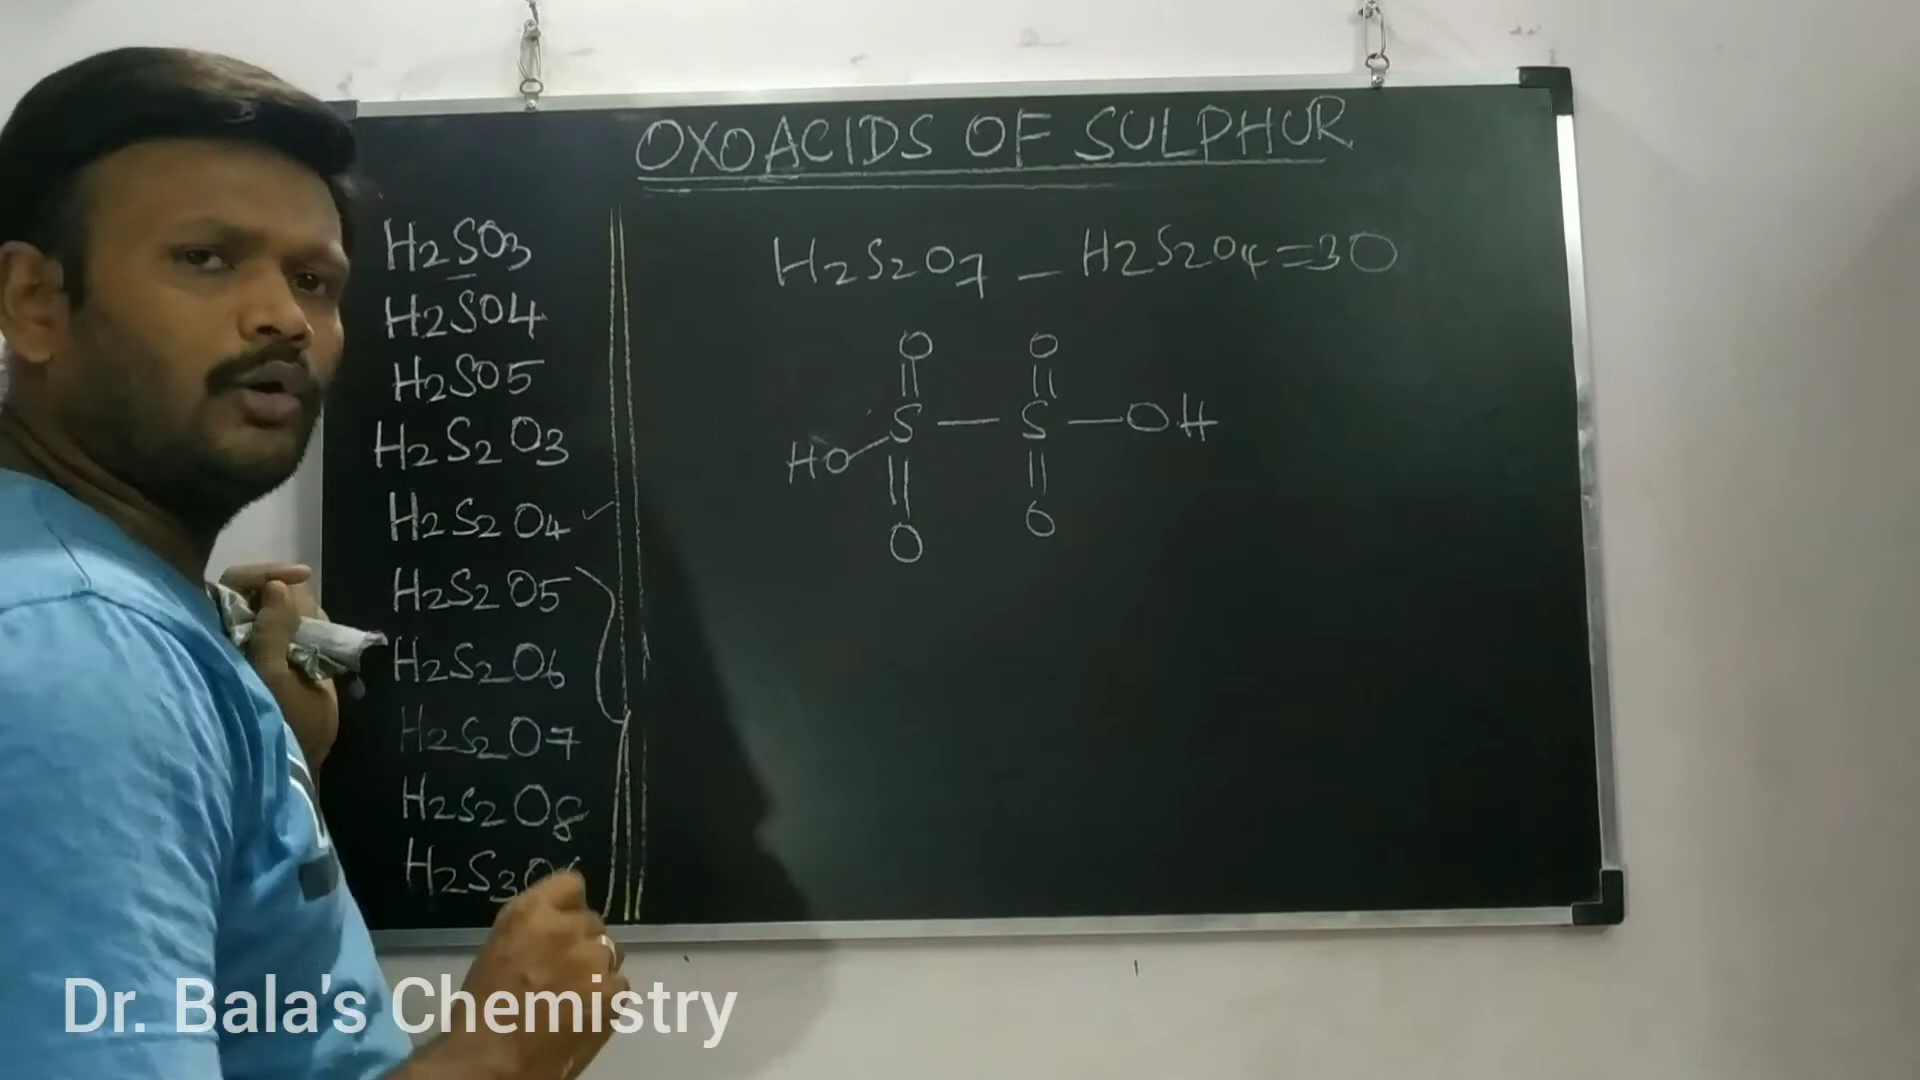 OXOACIDS OF SULPHUR
H2SO3
H2SO4
H2SO5
H2S2O3
H2S2O4 ✓
H2S2O5
H2S2O6
H2S2O7
H2S2O8
H2S3O
H2S2O7 – H2S2O4 = 3O
O O
S — S — OH
HO
O O
Dr. Bala's Chemistry